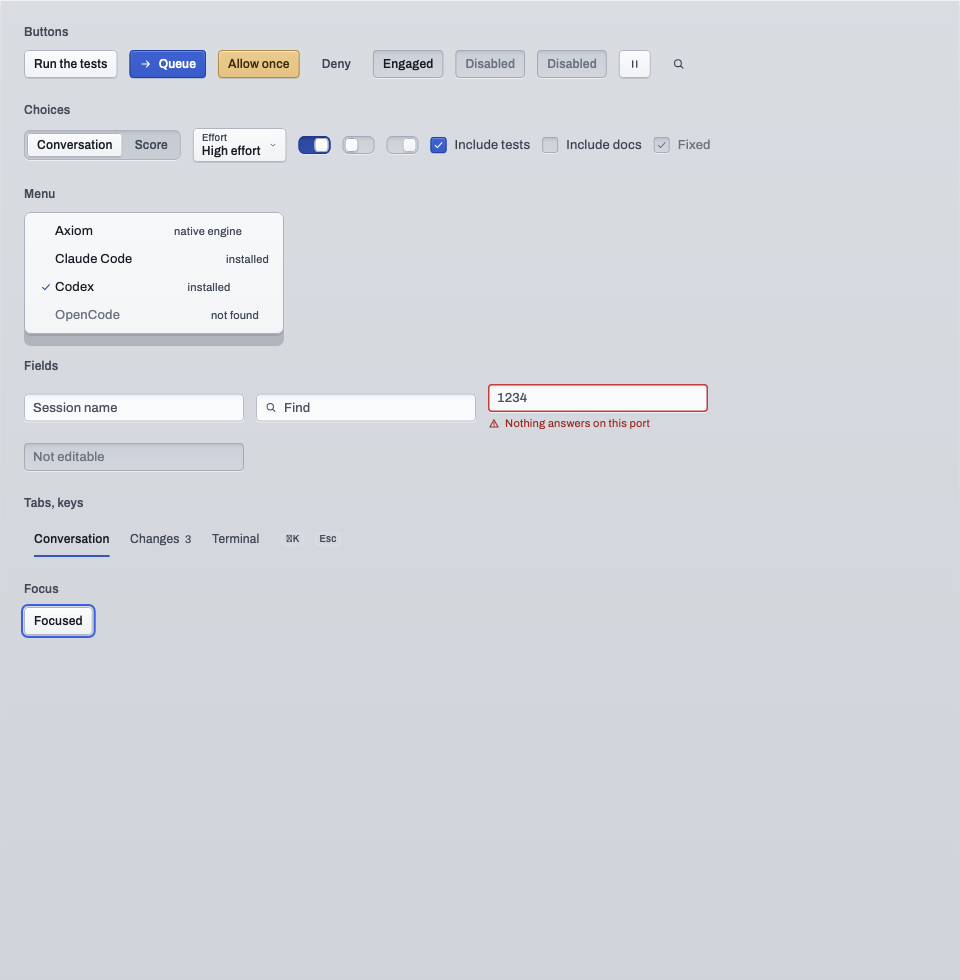 Buttons
Run the tests
Queue
Allow once
Deny
Engaged
Disabled
Disabled
Choices
Conversation
Score
Effort
High effort
Include tests
Include docs
Fixed
Menu
Axiom native engine
Claude Code installed
Codex installed
OpenCode not found
Fields
Session name
Find
1234
Nothing answers on this port
Not editable
Tabs, keys
Conversation
Changes 3
Terminal
K
Esc
Focus
Focused